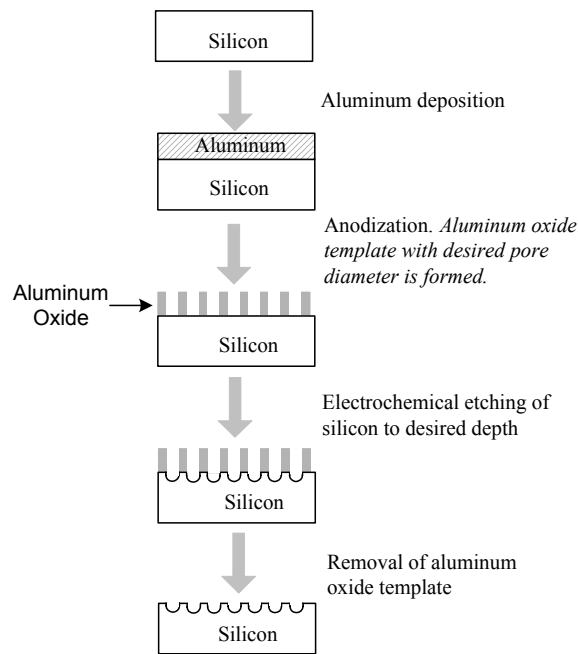 Silicon
Aluminum deposition
Aluminum
Silicon
Anodization. Aluminum oxide
template with desired pore
diameter is formed.
Aluminum
Oxide
Silicon
Electrochemical etching of
silicon to desired depth
Silicon
Removal of aluminum
oxide template
Silicon